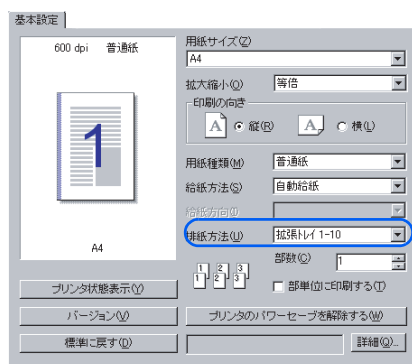 基本設定
600 dpi 普通紙
1
A4
プリンタ状態表示(Y)
バージョン(V)
標準に戻す(D)
用紙サイズ(Z)
A4
拡大縮小(O) 等倍
印刷の向き
A 縦(R) A 横(L)
用紙種類(M) 普通紙
給紙方法(S) 自動給紙
給紙方向(I)
排紙方法(U) 拡張トレイ 1-10
部数(C) 1
1 1 2 2 3 3
部単位に印刷する(T)
プリンタのパワーセーブを解除する(W)
詳細(Q)...